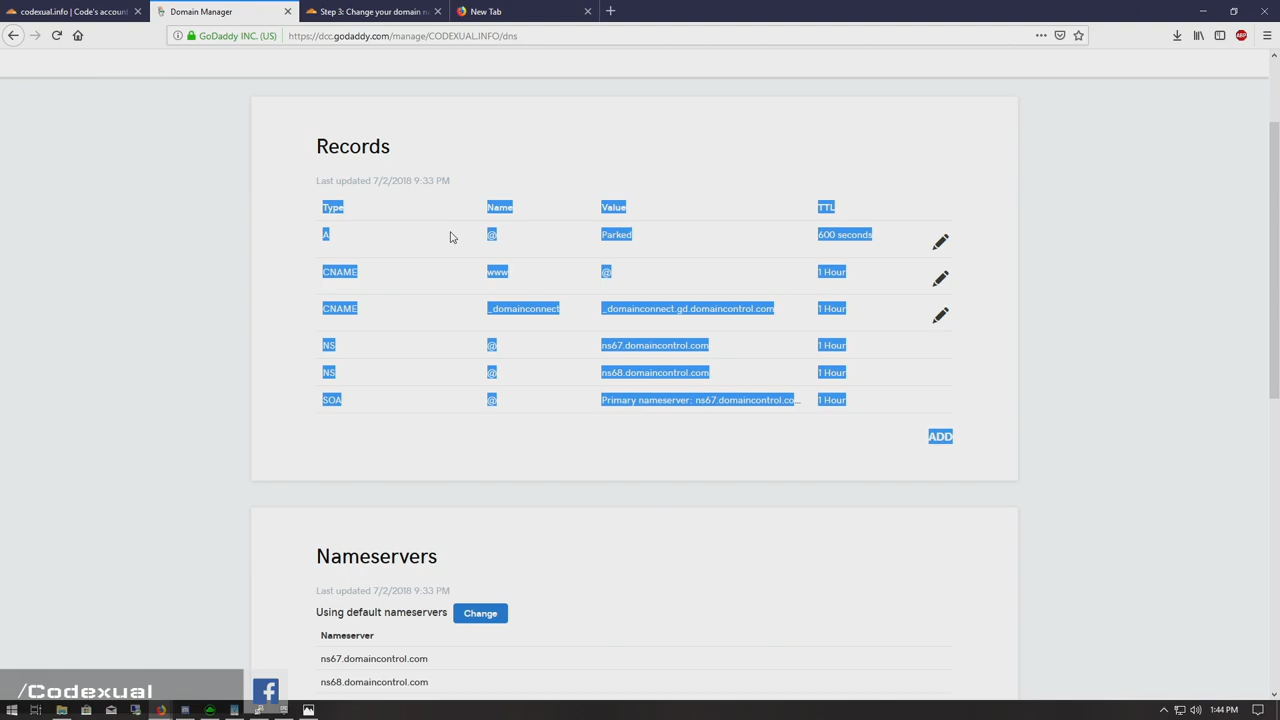 codexual.info | Code's account
Domain Manager
Step 3: Change your domain n
New Tab
GoDaddy INC. (US)
https://dcc.godaddy.com/manage/CODEXUAL.INFO/dns
ABP
Records
Last updated 7/2/2018 9:33 PM
Type Name Value TTL
A @ Parked 600 seconds
CNAME www @ 1 Hour
CNAME _domainconnect _domainconnect.gd.domaincontrol.com 1 Hour
NS @ ns67.domaincontrol.com 1 Hour
NS @ ns68.domaincontrol.com 1 Hour
SOA @ Primary nameserver: ns67.domaincontrol.co... 1 Hour
ADD
Nameservers
Last updated 7/2/2018 9:33 PM
Using default nameservers Change
Nameserver
ns67.domaincontrol.com
ns68.domaincontrol.com
/Codexual
1:44 PM